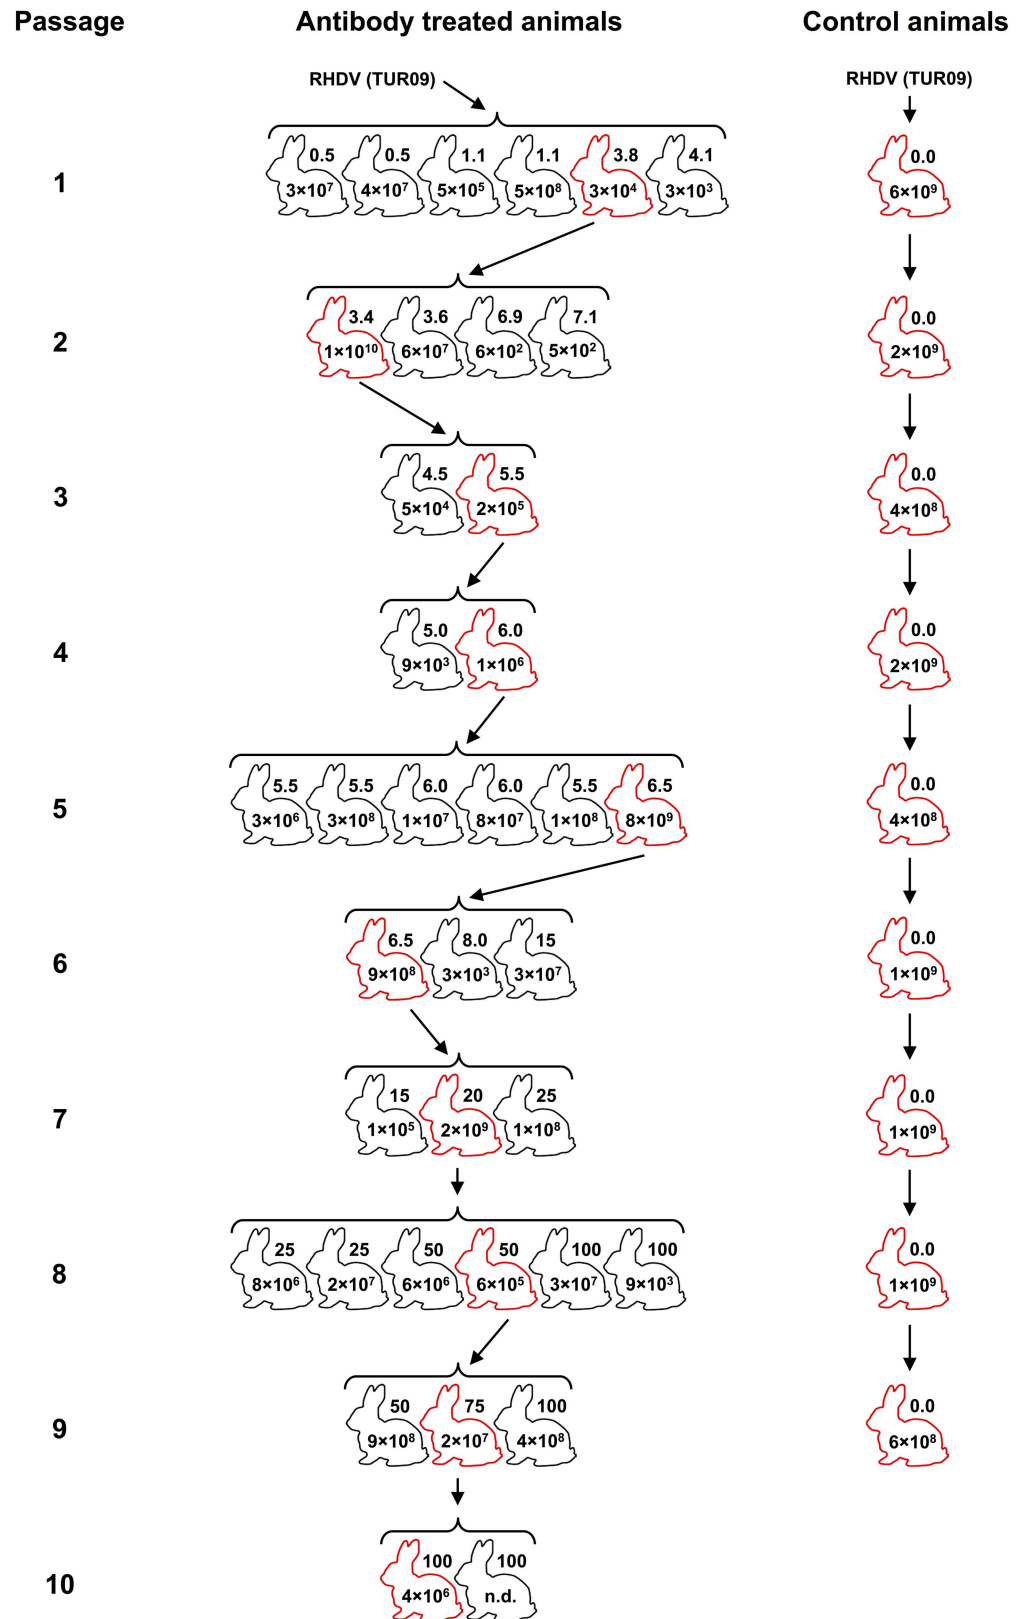 Passage Antibody treated animals Control animals
RHDV (TUR09) RHDV (TUR09)
0.5 0.5 1.1 1.1 3.8 4.1 0.0
1 3×10⁷ 4×10⁷ 5×10⁵ 5×10⁸ 3×10⁴ 3×10³ 6×10⁹
3.4 3.6 6.9 7.1 0.0
2 1×10¹⁰ 6×10⁷ 6×10² 5×10² 2×10⁹
4.5 5.5 0.0
3 5×10⁴ 2×10⁵ 4×10⁸
5.0 6.0 0.0
4 9×10³ 1×10⁶ 2×10⁹
5.5 5.5 6.0 6.0 5.5 6.5 0.0
5 3×10⁶ 3×10⁸ 1×10⁷ 8×10⁷ 1×10⁸ 8×10⁹ 4×10⁸
6.5 8.0 15 0.0
6 9×10⁸ 3×10³ 3×10⁷ 1×10⁹
15 20 25 0.0
7 1×10⁵ 2×10⁹ 1×10⁸ 1×10⁹
25 25 50 50 100 100 0.0
8 8×10⁶ 2×10⁷ 6×10⁶ 6×10⁵ 3×10⁷ 9×10³ 1×10⁹
50 75 100 0.0
9 9×10⁸ 2×10⁷ 4×10⁸ 6×10⁸
100 100
10 4×10⁶ n.d.